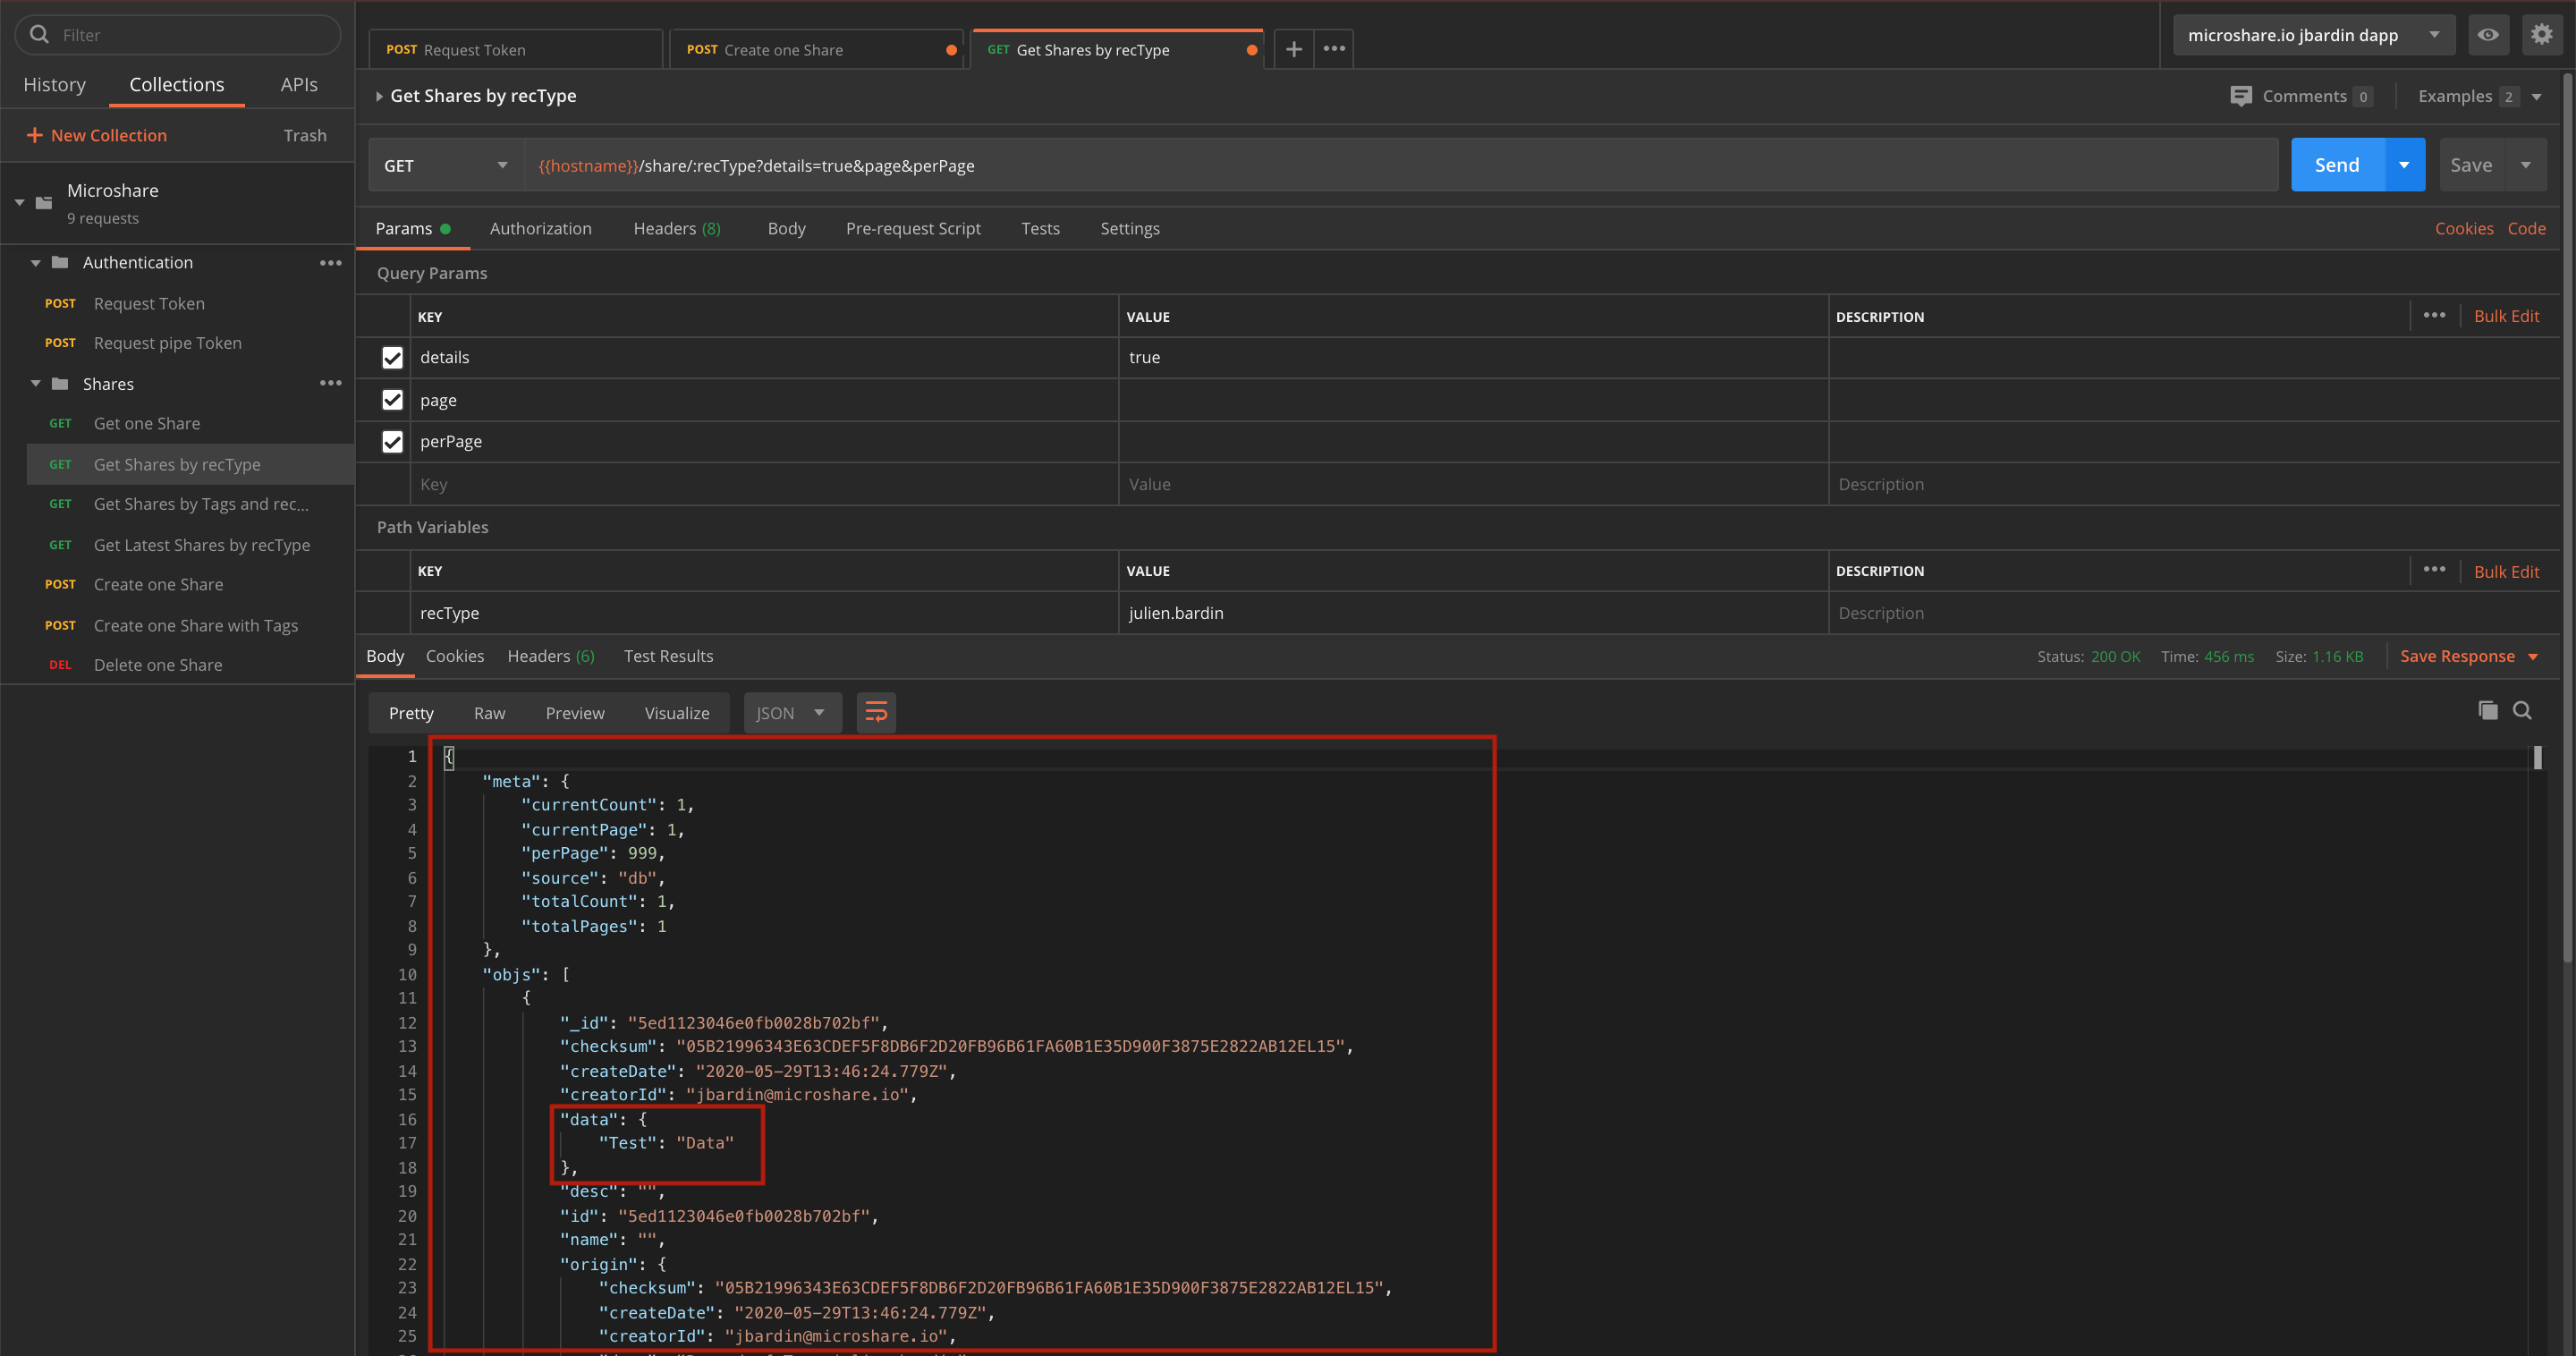 Filter
History Collections APIs
+ New Collection Trash
Microshare
9 requests
Authentication
POST Request Token
POST Request pipe Token
Shares
GET Get one Share
GET Get Shares by recType
GET Get Shares by Tags and rec...
GET Get Latest Shares by recType
POST Create one Share
POST Create one Share with Tags
DEL Delete one Share
POST Request Token POST Create one Share GET Get Shares by recType
microshare.io jbardin dapp
Get Shares by recType Comments 0 Examples 2
GET {{hostname}}/share/:recType?details=true&page&perPage Send Save
Params Authorization Headers (8) Body Pre-request Script Tests Settings Cookies Code
Query Params
KEY VALUE DESCRIPTION Bulk Edit
details true
page
perPage
Key Value Description
Path Variables
KEY VALUE DESCRIPTION Bulk Edit
recType julien.bardin Description
Body Cookies Headers (6) Test Results Status: 200 OK Time: 456 ms Size: 1.16 KB Save Response
Pretty Raw Preview Visualize JSON
1 {
2 "meta": {
3 "currentCount": 1,
4 "currentPage": 1,
5 "perPage": 999,
6 "source": "db",
7 "totalCount": 1,
8 "totalPages": 1
9 },
10 "objs": [
11 {
12 "_id": "5ed1123046e0fb0028b702bf",
13 "checksum": "05B21996343E63CDEF5F8DB6F2D20FB96B61FA60B1E35D900F3875E2822AB12EL15",
14 "createDate": "2020-05-29T13:46:24.779Z",
15 "creatorId": "jbardin@microshare.io",
16 "data": {
17 "Test": "Data"
18 },
19 "desc": "",
20 "id": "5ed1123046e0fb0028b702bf",
21 "name": "",
22 "origin": {
23 "checksum": "05B21996343E63CDEF5F8DB6F2D20FB96B61FA60B1E35D900F3875E2822AB12EL15",
24 "createDate": "2020-05-29T13:46:24.779Z",
25 "creatorId": "jbardin@microshare.io",